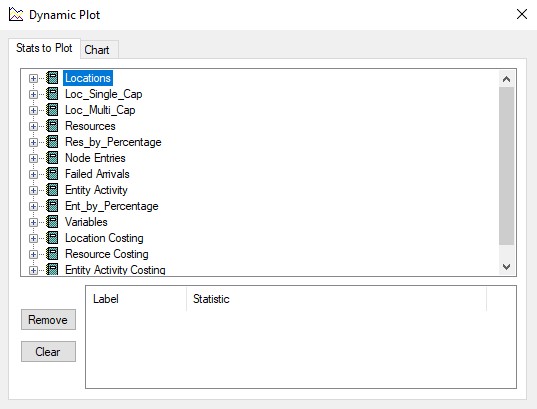 Dynamic Plot
Stats to Plot Chart
Locations
Loc_Single_Cap
Loc_Multi_Cap
Resources
Res_by_Percentage
Node Entries
Failed Arrivals
Entity Activity
Ent_by_Percentage
Variables
Location Costing
Resource Costing
Entity Activity Costing
Label Statistic
Remove
Clear